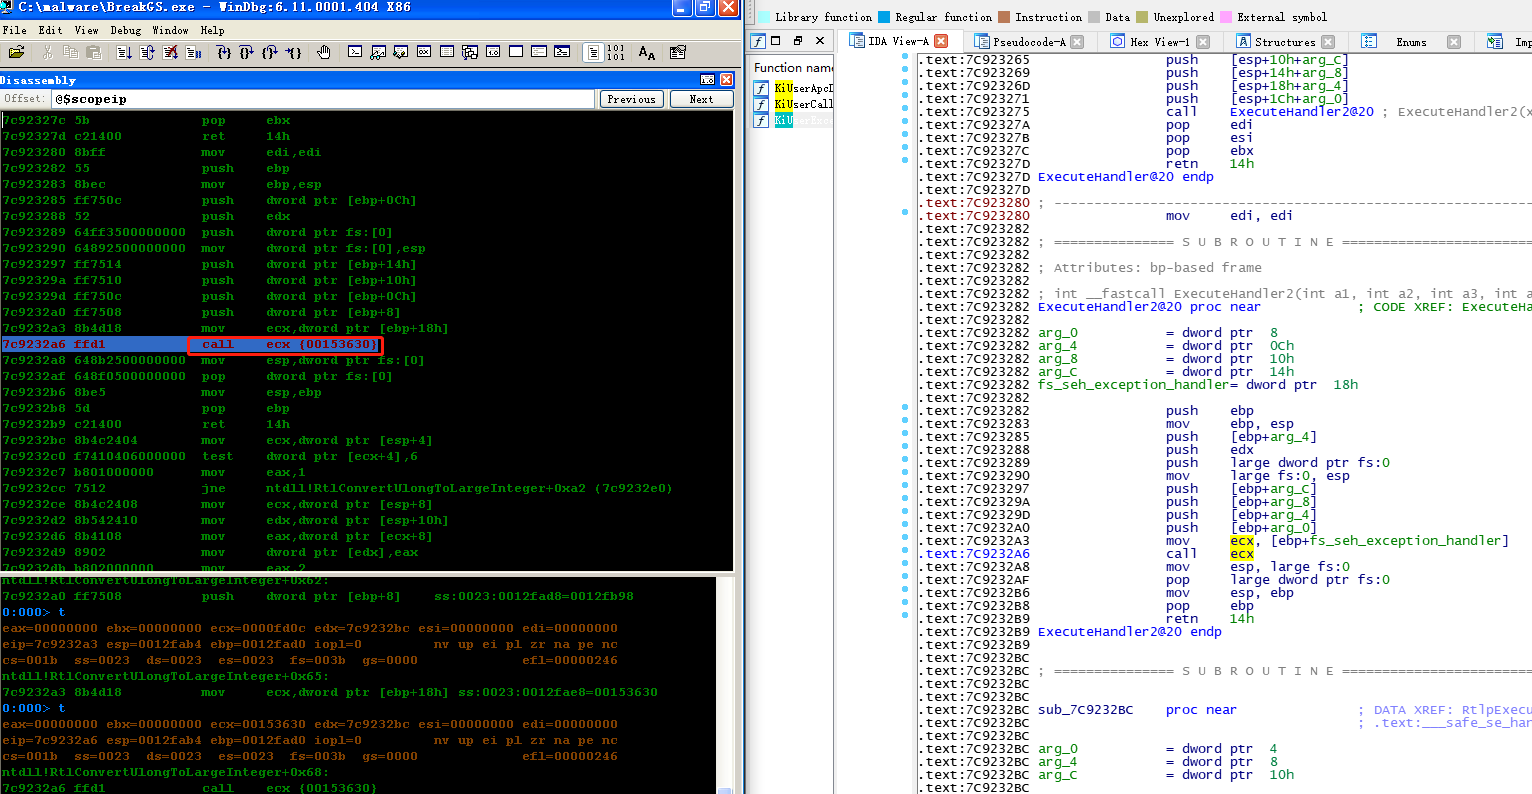 C:\malware\BreakGS.exe - WinDbg:6.11.0001.404 X86
File Edit View Debug Window Help
Disassembly
Offset: @$scopeip Previous Next
7c92327c 5b pop ebx
7c92327d c21400 ret 14h
7c923280 8bff mov edi,edi
7c923282 55 push ebp
7c923283 8bec mov ebp,esp
7c923285 ff750c push dword ptr [ebp+0Ch]
7c923288 52 push edx
7c923289 64ff3500000000 push dword ptr fs:[0]
7c923290 64892500000000 mov dword ptr fs:[0],esp
7c923297 ff7514 push dword ptr [ebp+14h]
7c92329a ff7510 push dword ptr [ebp+10h]
7c92329d ff750c push dword ptr [ebp+0Ch]
7c9232a0 ff7508 push dword ptr [ebp+8]
7c9232a3 8b4d18 mov ecx,dword ptr [ebp+18h]
7c9232a6 ffd1 call ecx {00153630}
7c9232a8 648b2500000000 mov esp,dword ptr fs:[0]
7c9232af 648f0500000000 pop dword ptr fs:[0]
7c9232b6 8be5 mov esp,ebp
7c9232b8 5d pop ebp
7c9232b9 c21400 ret 14h
7c9232bc 8b4c2404 mov ecx,dword ptr [esp+4]
7c9232c0 f7410406000000 test dword ptr [ecx+4],6
7c9232c7 b801000000 mov eax,1
7c9232cc 7512 jne ntdll!RtlConvertUlongToLargeInteger+0xa2 (7c9232e0)
7c9232ce 8b4c2408 mov ecx,dword ptr [esp+8]
7c9232d2 8b542410 mov edx,dword ptr [esp+10h]
7c9232d6 8b4108 mov eax,dword ptr [ecx+8]
7c9232d9 8902 mov dword ptr [edx],eax
7c9232db b802000000 mov eax,2
ntdll!RtlConvertUlongToLargeInteger+0x62:
7c9232a0 ff7508 push dword ptr [ebp+8] ss:0023:0012fad8=0012fb98
0:000> t
eax=00000000 ebx=00000000 ecx=0000fd0c edx=7c9232bc esi=00000000 edi=00000000
eip=7c9232a3 esp=0012fab4 ebp=0012fad0 iopl=0 nv up ei pl zr na pe nc
cs=001b ss=0023 ds=0023 es=0023 fs=003b gs=0000 efl=00000246
ntdll!RtlConvertUlongToLargeInteger+0x65:
7c9232a3 8b4d18 mov ecx,dword ptr [ebp+18h] ss:0023:0012fae8=00153630
0:000> t
eax=00000000 ebx=00000000 ecx=00153630 edx=7c9232bc esi=00000000 edi=00000000
eip=7c9232a6 esp=0012fab4 ebp=0012fad0 iopl=0 nv up ei pl zr na pe nc
cs=001b ss=0023 ds=0023 es=0023 fs=003b gs=0000 efl=00000246
ntdll!RtlConvertUlongToLargeInteger+0x68:
7c9232a6 ffd1 call ecx {00153630}
Library function Regular function Instruction Data Unexplored External symbol
IDA View-A Pseudocode-A Hex View-1 Structures Enums Imp
Function name
KiUserApcD
KiUserCall
KiUserExce
.text:7C923265 push [esp+10h+arg_C]
.text:7C923269 push [esp+14h+arg_8]
.text:7C92326D push [esp+18h+arg_4]
.text:7C923271 push [esp+1Ch+arg_0]
.text:7C923275 call ExecuteHandler2@20 ; ExecuteHandler2(x
.text:7C92327A pop edi
.text:7C92327B pop esi
.text:7C92327C pop ebx
.text:7C92327D retn 14h
.text:7C92327D ExecuteHandler@20 endp
.text:7C92327D
.text:7C923280 ; ---------------------------------------------------------------
.text:7C923280 mov edi, edi
.text:7C923282
.text:7C923282 ; =============== S U B R O U T I N E ========================
.text:7C923282
.text:7C923282 ; Attributes: bp-based frame
.text:7C923282
.text:7C923282 ; int __fastcall ExecuteHandler2(int a1, int a2, int a3, int a
.text:7C923282 ExecuteHandler2@20 proc near ; CODE XREF: ExecuteHa
.text:7C923282
.text:7C923282 arg_0 = dword ptr 8
.text:7C923282 arg_4 = dword ptr 0Ch
.text:7C923282 arg_8 = dword ptr 10h
.text:7C923282 arg_C = dword ptr 14h
.text:7C923282 fs_seh_exception_handler= dword ptr 18h
.text:7C923282
.text:7C923282 push ebp
.text:7C923283 mov ebp, esp
.text:7C923285 push [ebp+arg_4]
.text:7C923288 push edx
.text:7C923289 push large dword ptr fs:0
.text:7C923290 mov large fs:0, esp
.text:7C923297 push [ebp+arg_C]
.text:7C92329A push [ebp+arg_8]
.text:7C92329D push [ebp+arg_4]
.text:7C9232A0 push [ebp+arg_0]
.text:7C9232A3 mov ecx, [ebp+fs_seh_exception_handler]
.text:7C9232A6 call ecx
.text:7C9232A8 mov esp, large fs:0
.text:7C9232AF pop large dword ptr fs:0
.text:7C9232B6 mov esp, ebp
.text:7C9232B8 pop ebp
.text:7C9232B9 retn 14h
.text:7C9232B9 ExecuteHandler2@20 endp
.text:7C9232B9
.text:7C9232BC
.text:7C9232BC ; =============== S U B R O U T I N E ========================
.text:7C9232BC
.text:7C9232BC
.text:7C9232BC sub_7C9232BC proc near ; DATA XREF: RtlpExecu
.text:7C9232BC ; .text:___safe_se_han
.text:7C9232BC
.text:7C9232BC arg_0 = dword ptr 4
.text:7C9232BC arg_4 = dword ptr 8
.text:7C9232BC arg_C = dword ptr 10h
.text:7C9232BC